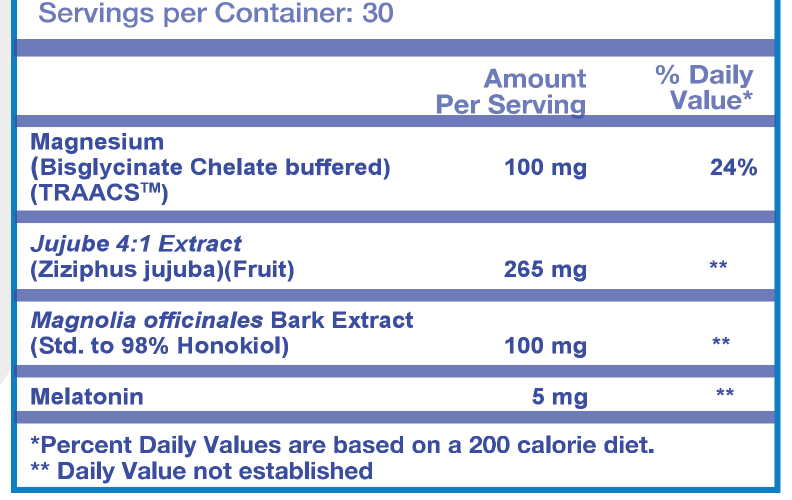 Servings per Container: 30
Amount
Per Serving
% Daily
Value*
Magnesium
(Bisglycinate Chelate buffered) 100 mg 24%
(TRAACS™)
Jujube 4:1 Extract
(Ziziphus jujuba)(Fruit) 265 mg **
Magnolia officinales Bark Extract
(Std. to 98% Honokiol) 100 mg **
Melatonin 5 mg **
*Percent Daily Values are based on a 200 calorie diet.
** Daily Value not established